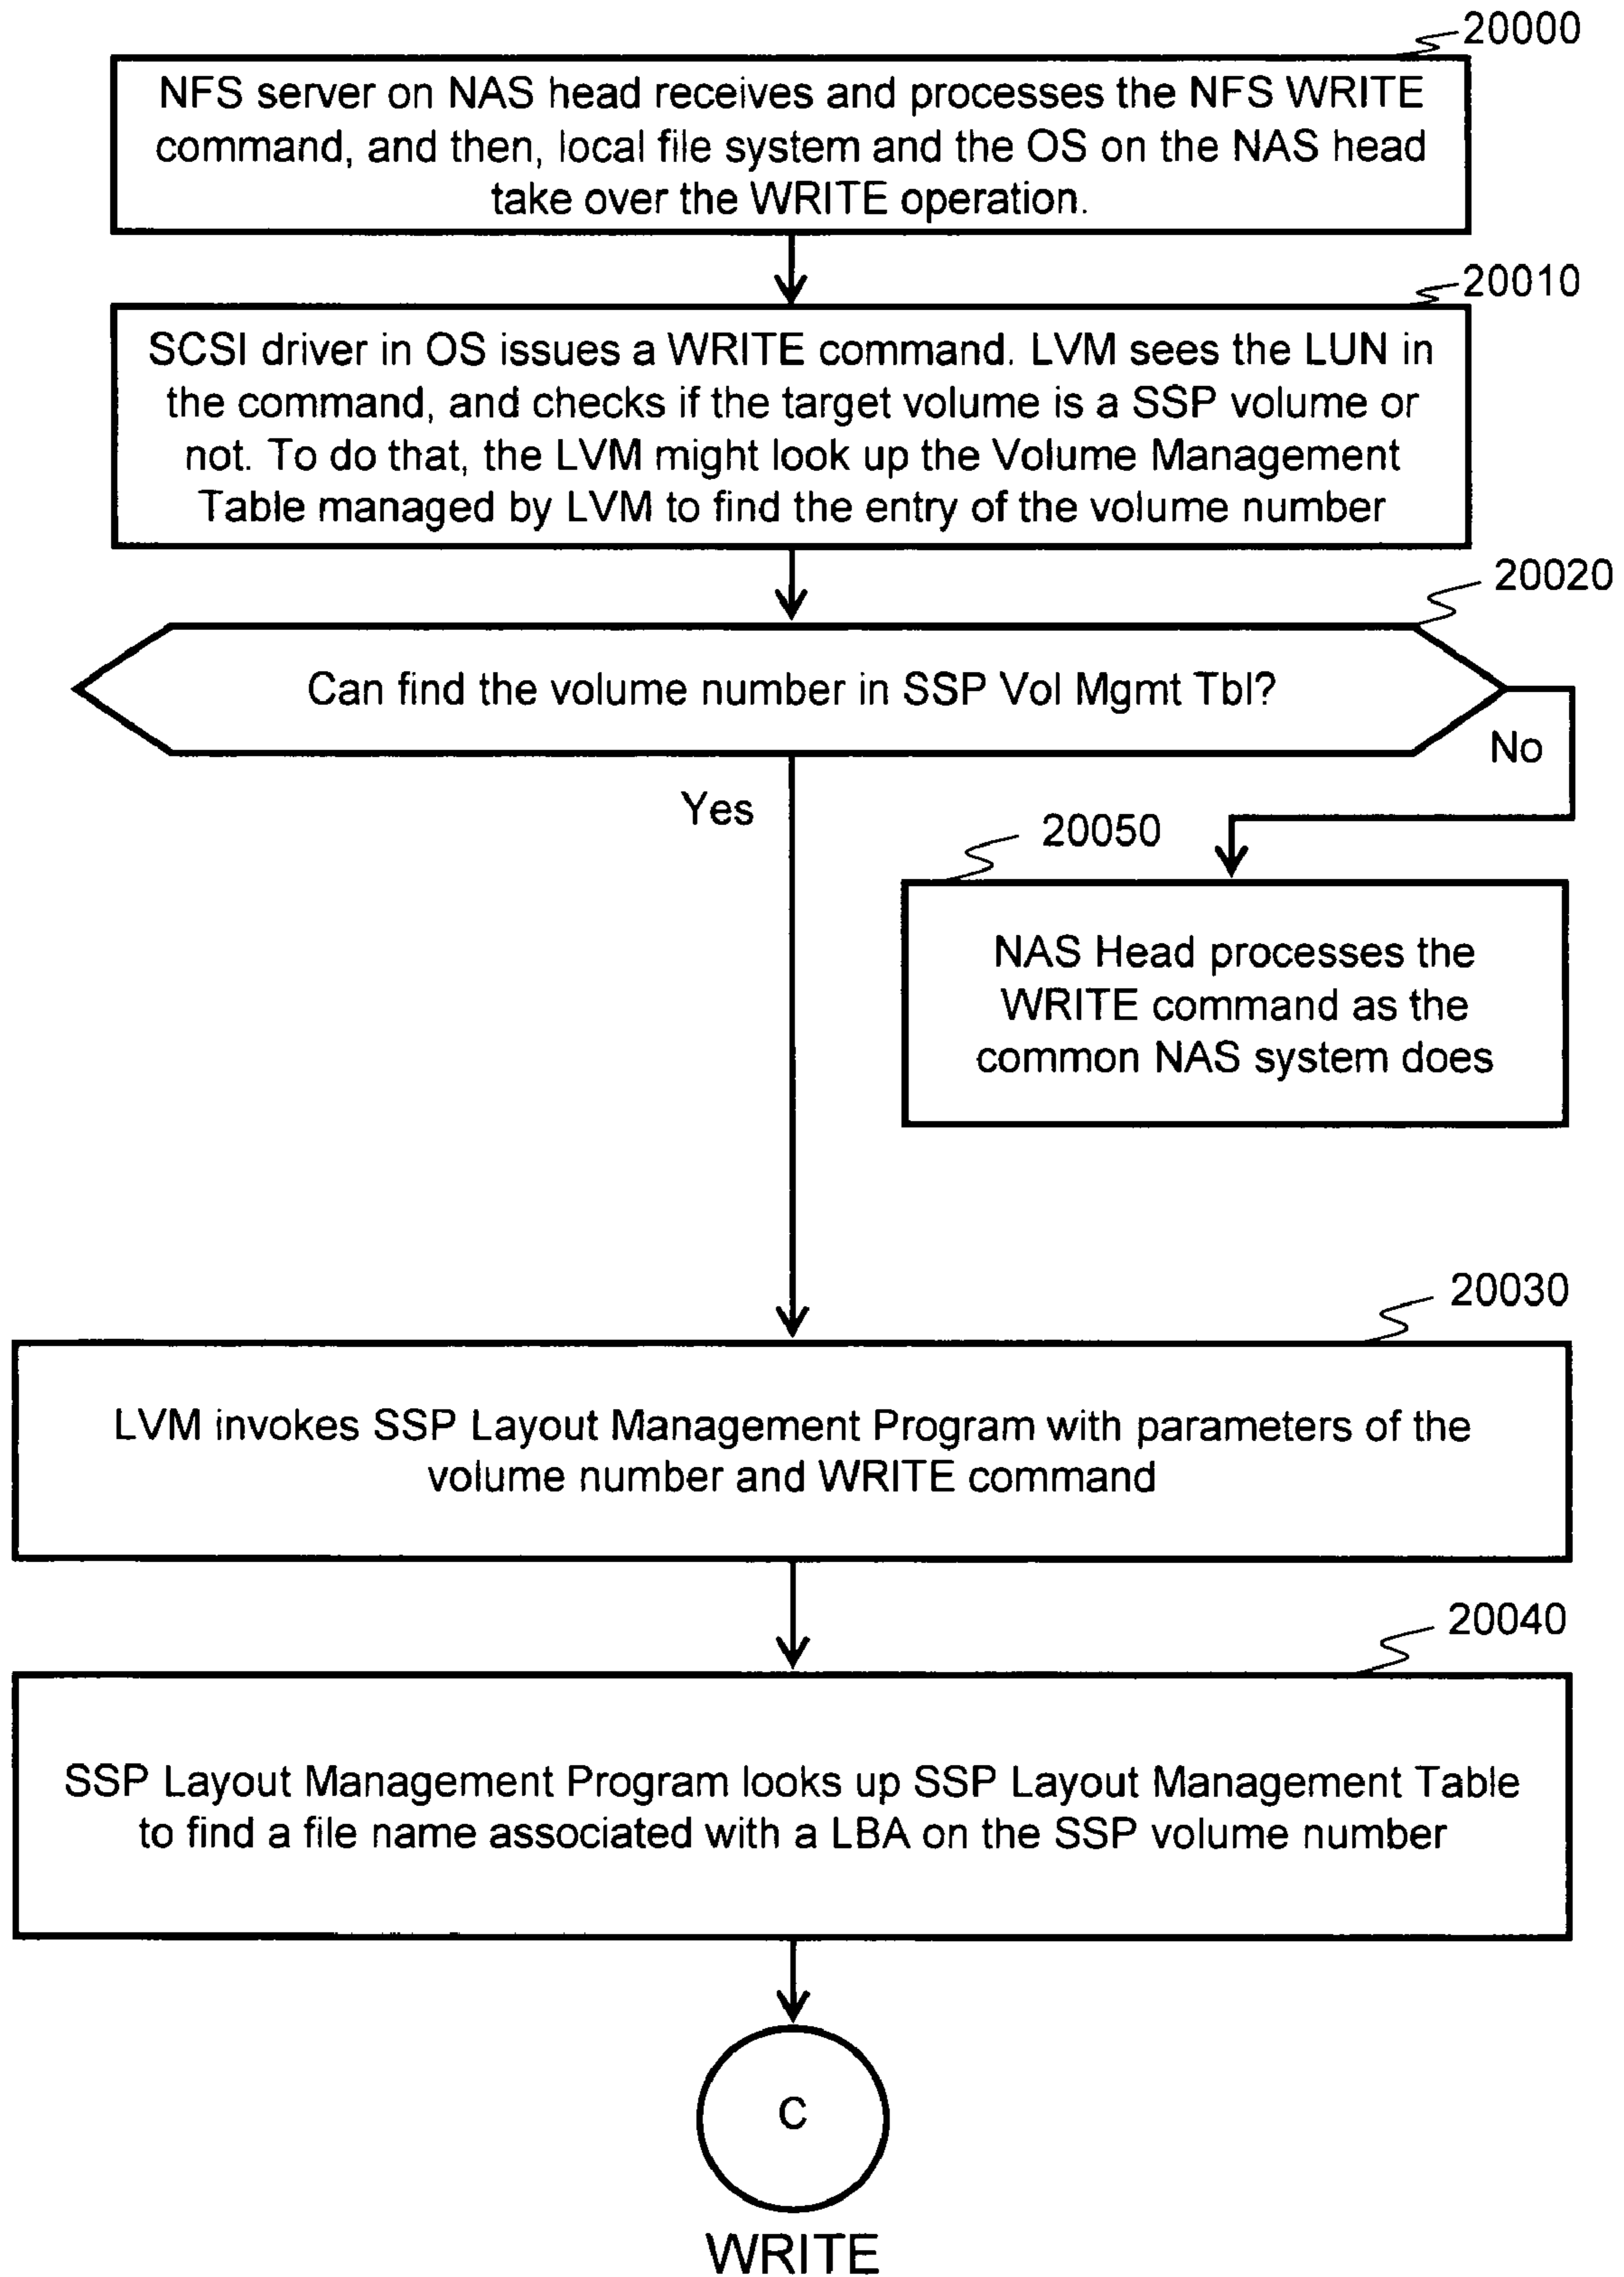 20000
NFS server on NAS head receives and processes the NFS WRITE
command, and then, local file system and the OS on the NAS head
take over the WRITE operation.
20010
SCSI driver in OS issues a WRITE command. LVM sees the LUN in
the command, and checks if the target volume is a SSP volume or
not. To do that, the LVM might look up the Volume Management
Table managed by LVM to find the entry of the volume number
20020
Can find the volume number in SSP Vol Mgmt Tbl?
No
Yes
20050
NAS Head processes the
WRITE command as the
common NAS system does
20030
LVM invokes SSP Layout Management Program with parameters of the
volume number and WRITE command
20040
SSP Layout Management Program looks up SSP Layout Management Table
to find a file name associated with a LBA on the SSP volume number
C
WRITE